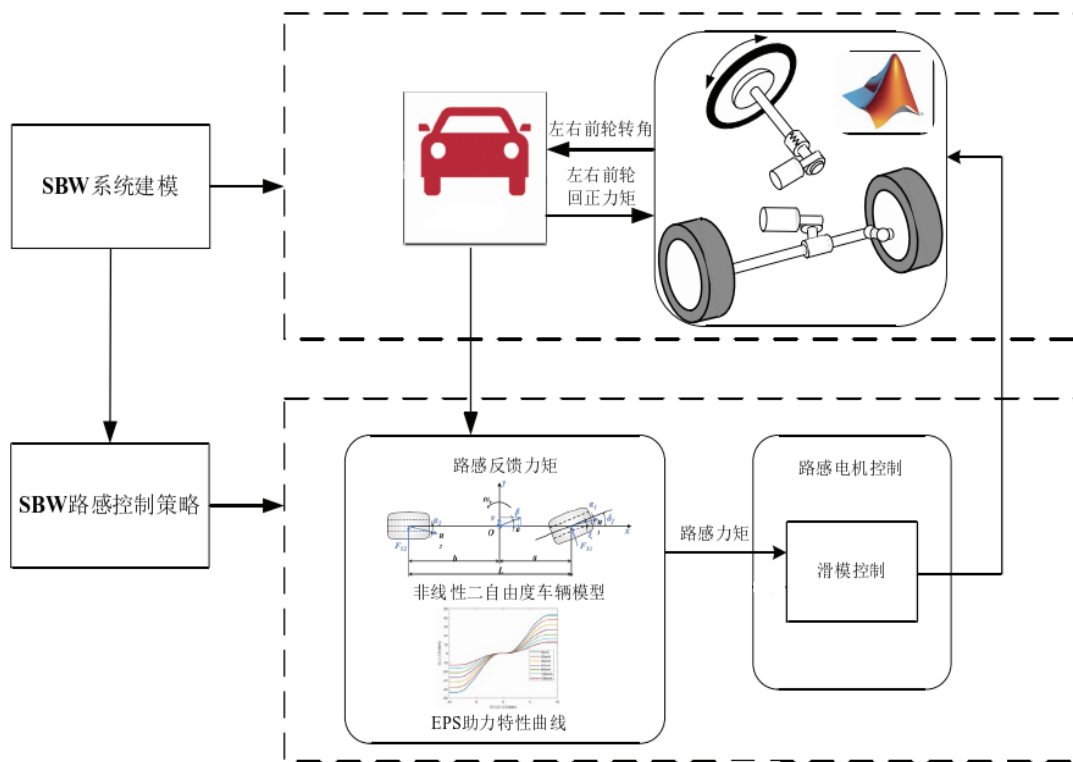 SBW系统建模
左右前轮转角
左右前轮
回正力矩
SBW路感控制策略
路感反馈力矩
y
x
O
b
a
L
非线性二自由度车辆模型
EPS助力特性曲线
路感力矩
路感电机控制
滑模控制